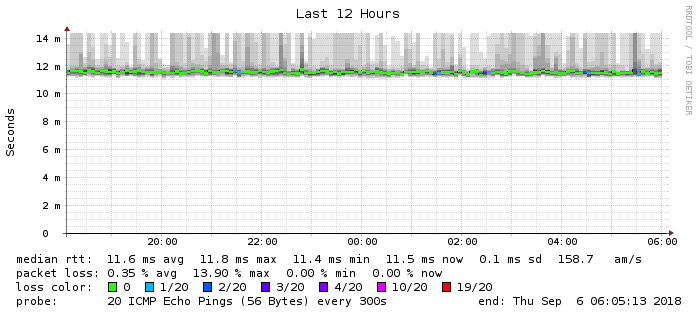 Last 12 Hours
RRDTOOL / TOBI OETIKER
Seconds
14 m
12 m
10 m
8 m
6 m
4 m
2 m
0
20:00 22:00 00:00 02:00 04:00 06:00
median rtt: 11.6 ms avg 11.8 ms max 11.4 ms min 11.5 ms now 0.1 ms sd 158.7 am/s
packet loss: 0.35 % avg 13.90 % max 0.00 % min 0.00 % now
loss color: 0 1/20 2/20 3/20 4/20 10/20 19/20
probe: 20 ICMP Echo Pings (56 Bytes) every 300s end: Thu Sep 6 06:05:13 2018